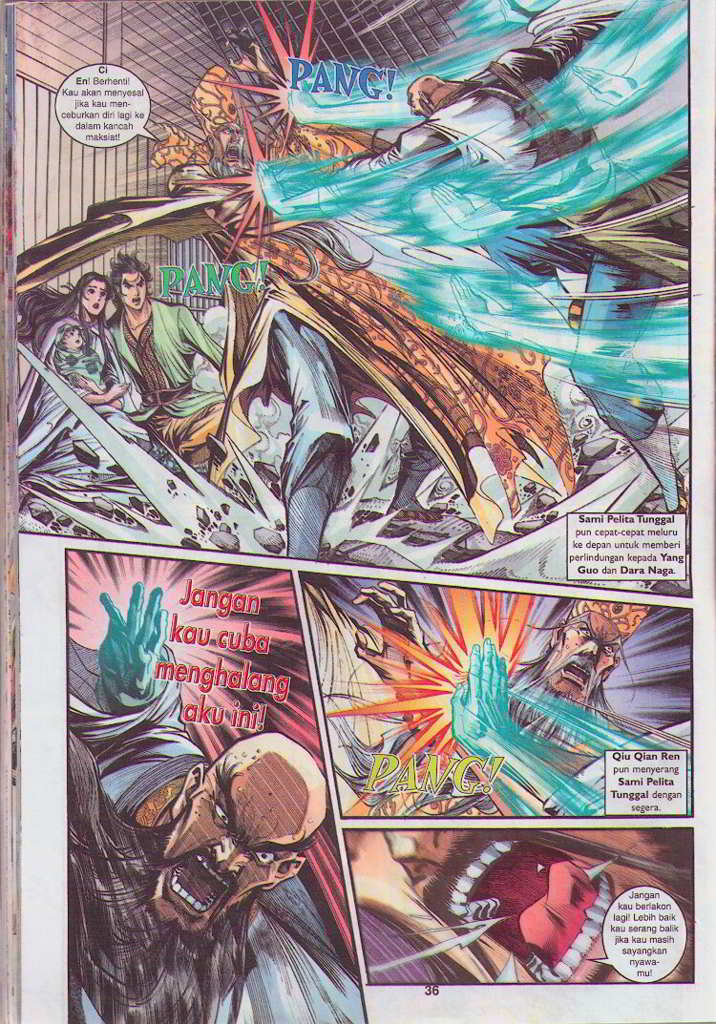 Ci
En! Berhenti!
Kau akan menyesal
jika kau men-
ceburkan diri lagi ke
dalam kancah
maksiat!
PANG!
PANG!
Sami Pelita Tunggal
pun cepat-cepat meluru
ke depan untuk memberi
perlindungan kepada Yang
Guo dan Dara Naga.
Jangan
kau cuba
menghalang
aku ini!
PANG!
Qiu Qian Ren
pun menyerang
Sami Pelita
Tunggal dengan
segera.
Jangan
kau berlakon
lagi! Lebih baik
kau serang balik
jika kau masih
sayangkan
nyawa-
mu!
36